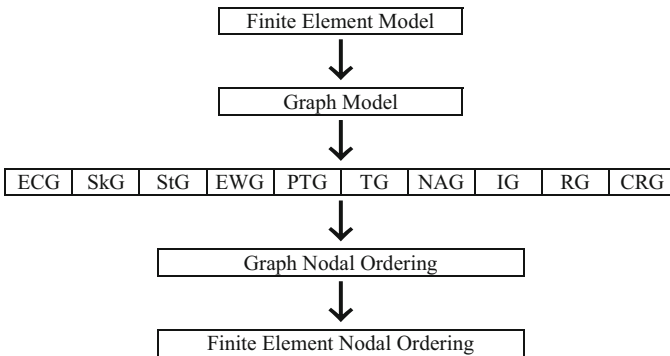 Finite Element Model
Graph Model
ECG SkG StG EWG PTG TG NAG IG RG CRG
Graph Nodal Ordering
Finite Element Nodal Ordering